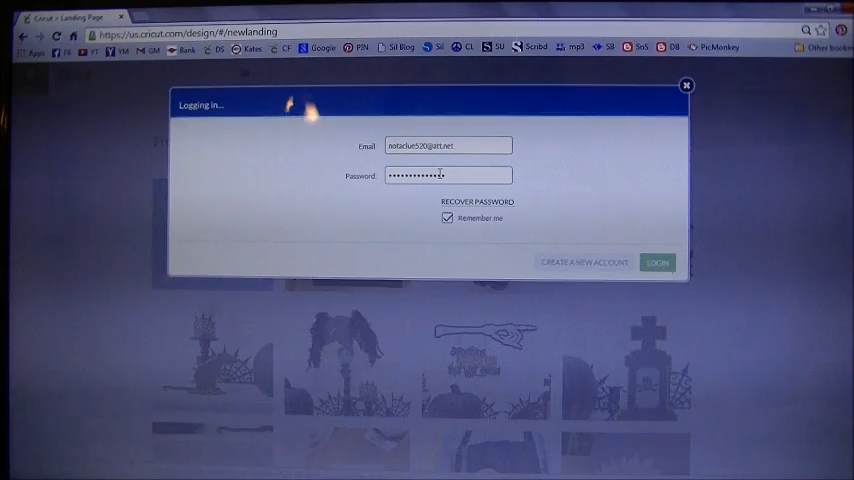 Cricut > Landing Page
https://us.cricut.com/design/#/newlanding
Apps FB YT YM GM Bank DS Kates CF Google PIN Sil Blog Sil CL SU Scribd mp3 SB SnS DB PicMonkey Other bookm
Logging in...
Email: notaclue520@att.net
Password: ••••••••••••••
RECOVER PASSWORD
Remember me
CREATE A NEW ACCOUNT LOGIN